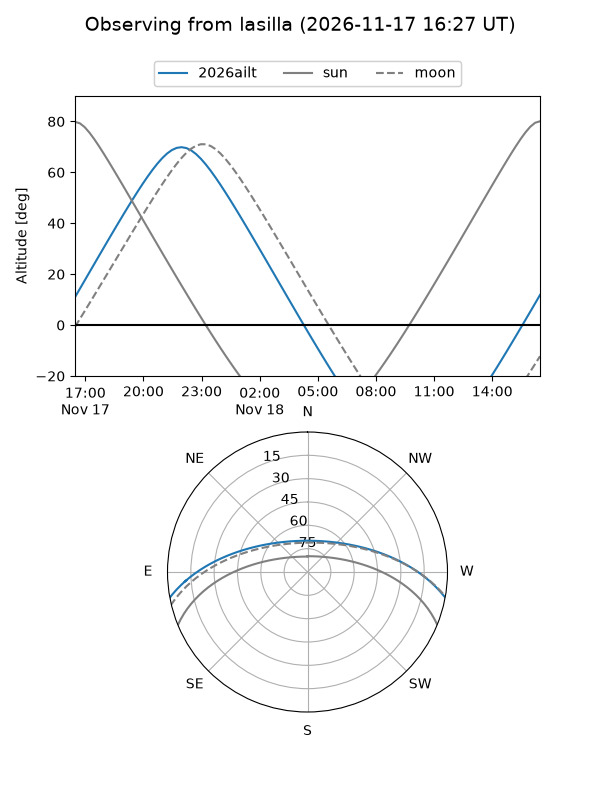 Observing from lasilla (2026-11-17 16:27 UT)
2026ailt sun moon
Altitude [deg]
80
60
40
20
0
−20
17:00 20:00 23:00 02:00 05:00 08:00 11:00 14:00
Nov 17 Nov 18
N
NE NW
15
30
45
60
75
E W
SE SW
S